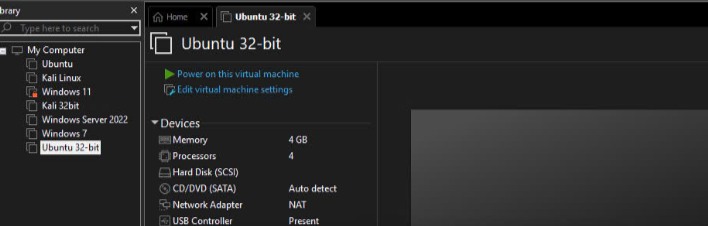 brary
Type here to search
My Computer
Ubuntu
Kali Linux
Windows 11
Kali 32bit
Windows Server 2022
Windows 7
Ubuntu 32-bit
Home
Ubuntu 32-bit
Ubuntu 32-bit
Power on this virtual machine
Edit virtual machine settings
Devices
Memory 4 GB
Processors 4
Hard Disk (SCSI)
CD/DVD (SATA) Auto detect
Network Adapter NAT
USB Controller Present